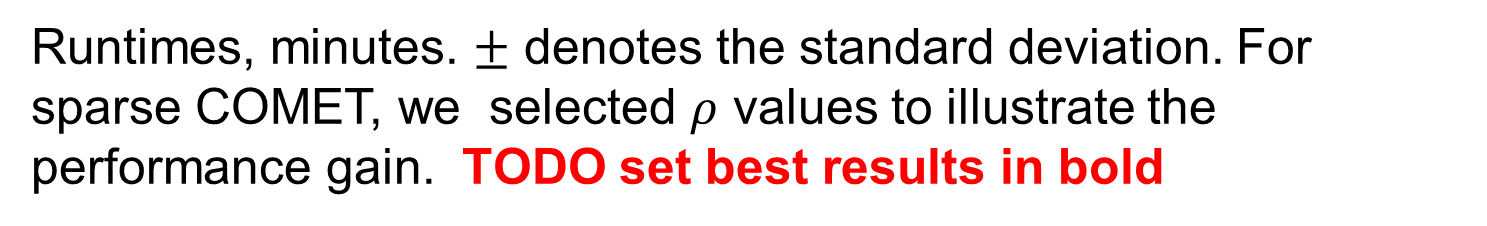 Runtimes, minutes. ± denotes the standard deviation. For
sparse COMET, we  selected ρ values to illustrate the
performance gain.  TODO set best results in bold